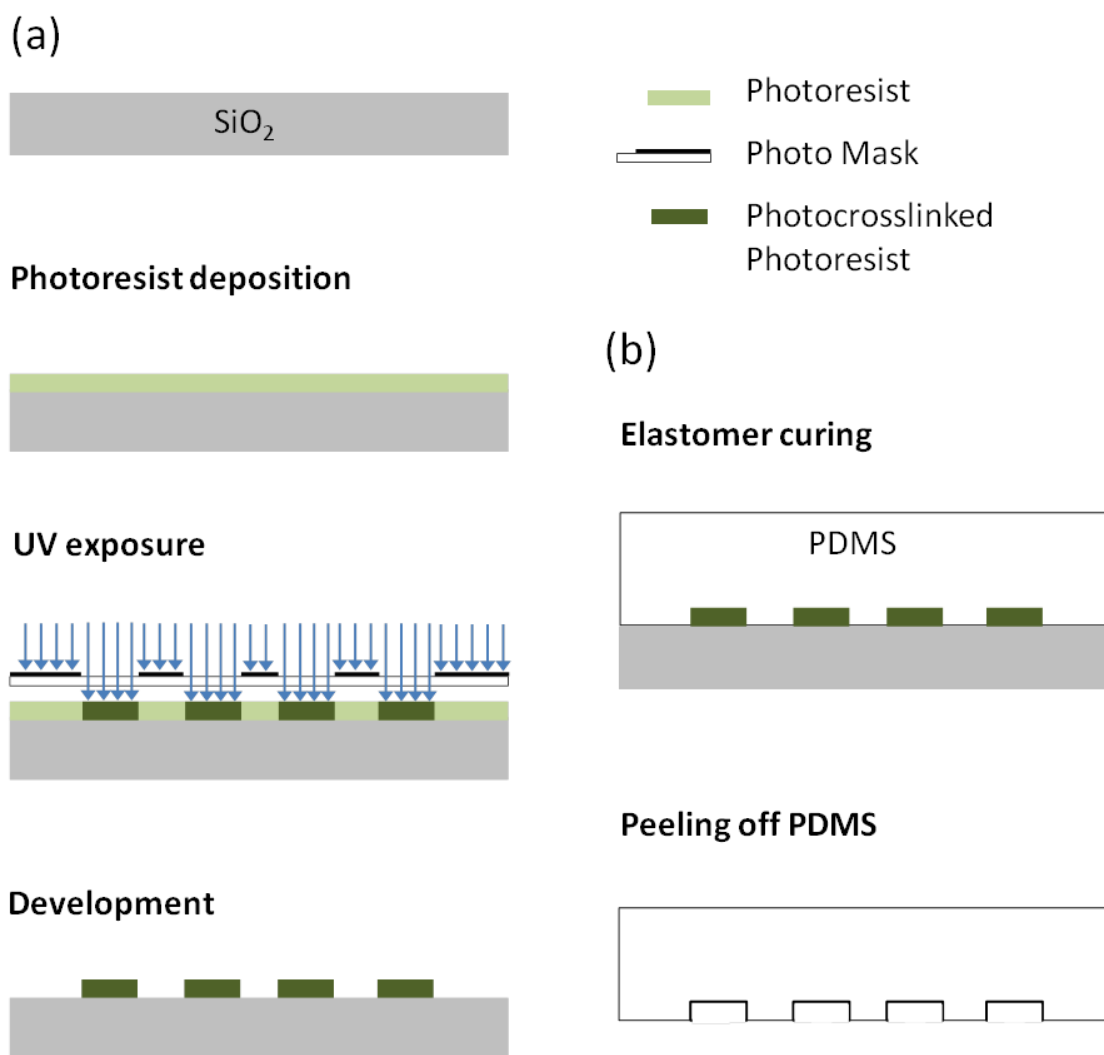 (a)
SiO₂
Photoresist deposition
UV exposure
Development
Photoresist
Photo Mask
Photocrosslinked
Photoresist
(b)
Elastomer curing
PDMS
Peeling off PDMS